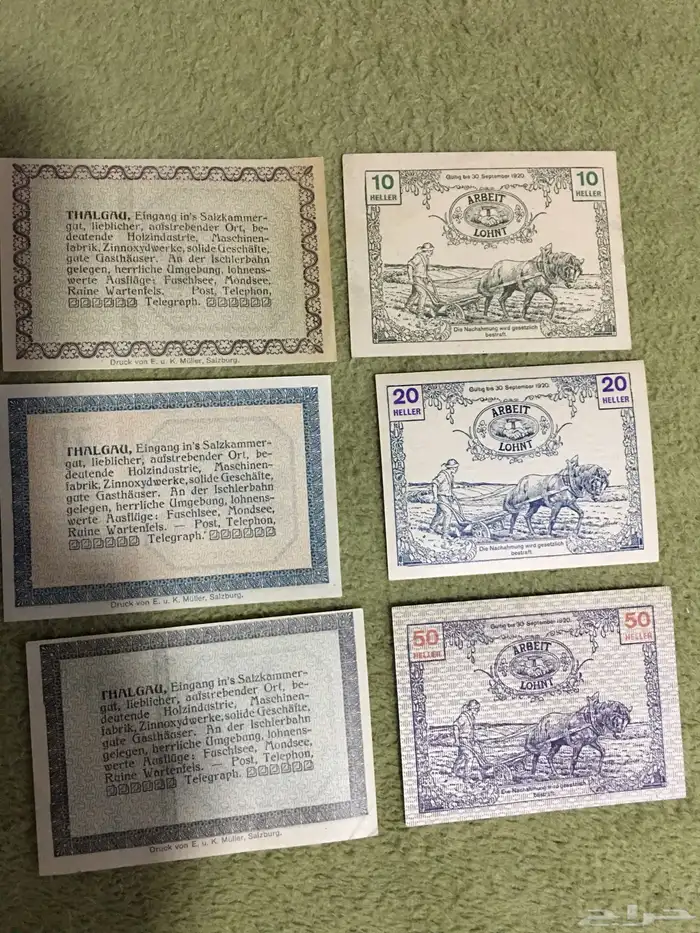 THALGAU, Eingang in's Salzkammer-
gut, lieblicher, aufstrebender Ort, be-
deutende Holzindustrie, Maschinen-
fabrik, Zinnoxydwerke, solide Geschäfte,
gute Gasthäuser. An der Ischlerbahn
gelegen, herrliche Umgebung, lohnens-
werte Ausflüge: Fuschlsee, Mondsee,
Ruine Wartenfels. — Post, Telephon,
Telegraph.
Druck von E. u. K. Müller, Salzburg.
Gültig bis 30 September 1920.
10
HELLER
10
HELLER
ARBEIT
LOHNT
Die Nachahmung wird gesetzlich
bestraft.
THALGAU, Eingang in's Salzkammer-
gut, lieblicher, aufstrebender Ort, be-
deutende Holzindustrie, Maschinen-
fabrik, Zinnoxydwerke, solide Geschäfte,
gute Gasthäuser. An der Ischlerbahn
gelegen, herrliche Umgebung, lohnens-
werte Ausflüge: Fuschlsee, Mondsee,
Ruine Wartenfels. — Post, Telephon,
Telegraph.
Druck von E. u. K. Müller, Salzburg.
Gültig bis 30 September 1920.
20
HELLER
20
HELLER
ARBEIT
LOHNT
Die Nachahmung wird gesetzlich
bestraft.
THALGAU, Eingang in's Salzkammer-
gut, lieblicher, aufstrebender Ort, be-
deutende Holzindustrie, Maschinen-
fabrik, Zinnoxydwerke, solide Geschäfte,
gute Gasthäuser. An der Ischlerbahn
gelegen, herrliche Umgebung, lohnens-
werte Ausflüge: Fuschlsee, Mondsee,
Ruine Wartenfels. — Post, Telephon,
Telegraph.
Druck von E. u. K. Müller, Salzburg.
Gültig bis 30 September 1920.
50
HELLER
50
HELLER
ARBEIT
LOHNT
Die Nachahmung wird gesetzlich
bestraft.
حراج